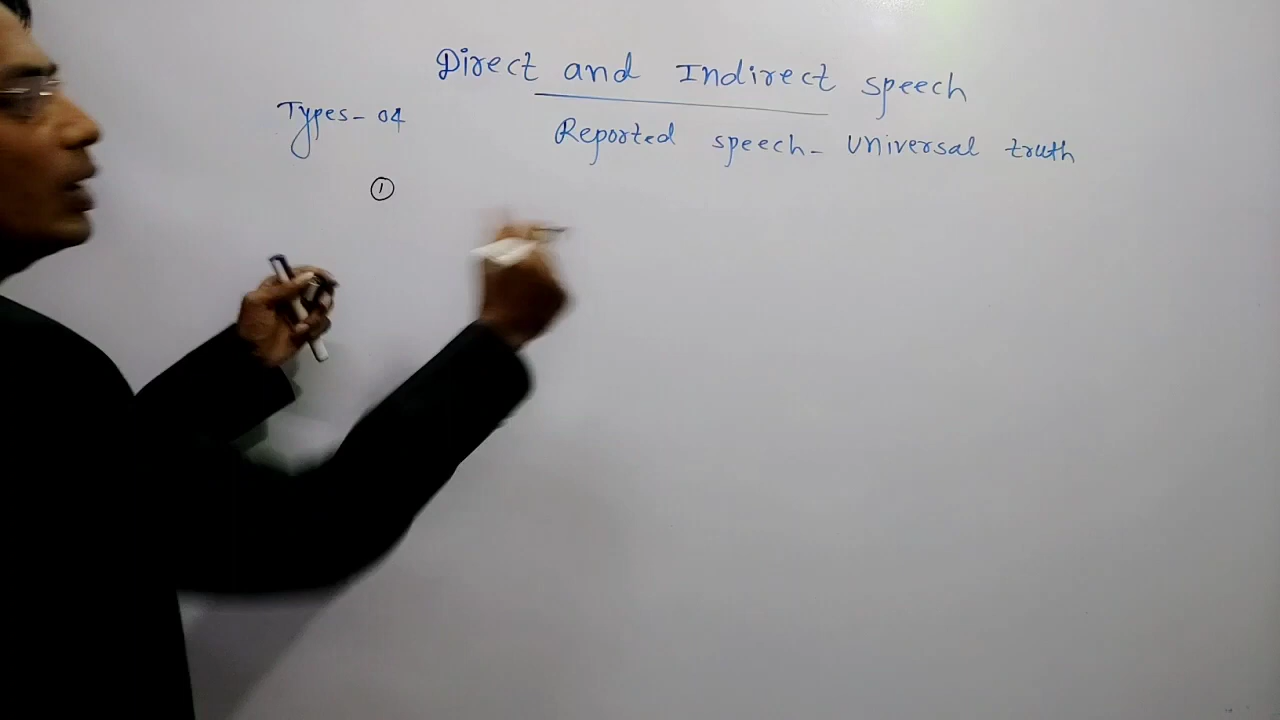 Direct and Indirect speech
Types- 04
Reported speech- universal truth
①